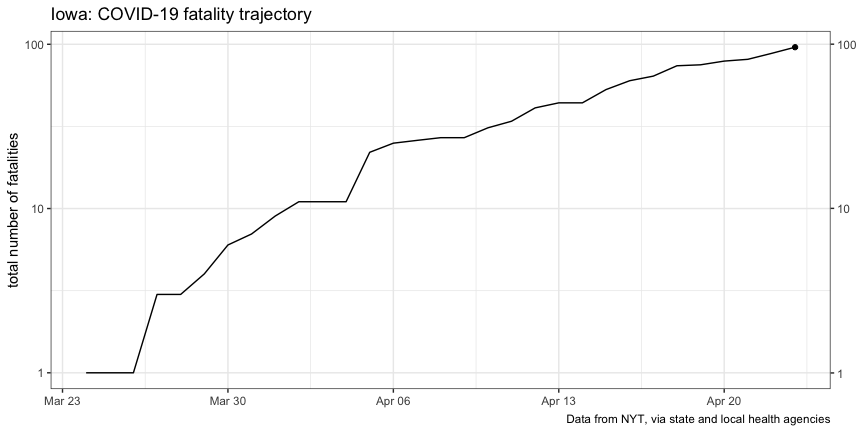 Iowa: COVID-19 fatality trajectory
100
100
total number of fatalities
10
10
1
1
Mar 23
Mar 30
Apr 06
Apr 13
Apr 20
Data from NYT, via state and local health agencies